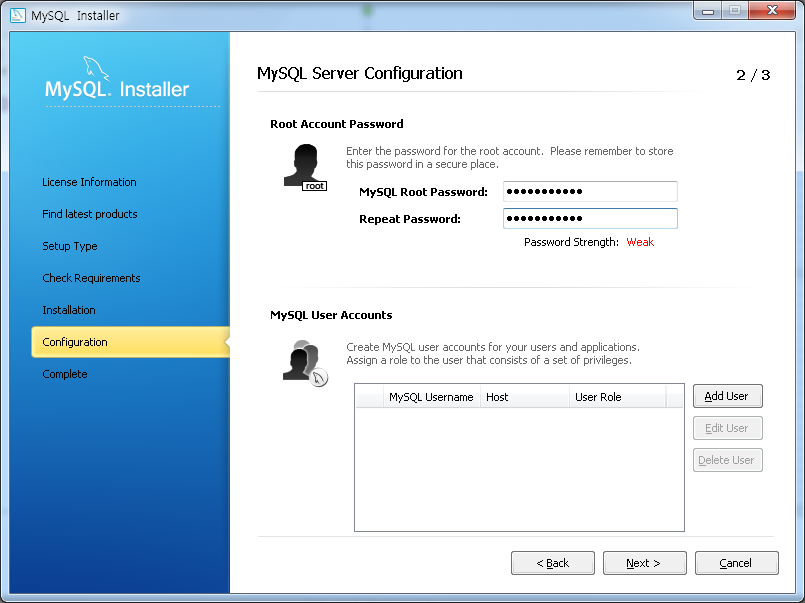 MySQL Installer
MySQL. Installer
License Information
Find latest products
Setup Type
Check Requirements
Installation
Configuration
Complete
MySQL Server Configuration
2 / 3
Root Account Password
Enter the password for the root account. Please remember to store
this password in a secure place.
root
MySQL Root Password: ●●●●●●●●●●●
Repeat Password: ●●●●●●●●●●●
Password Strength: Weak
MySQL User Accounts
Create MySQL user accounts for your users and applications.
Assign a role to the user that consists of a set of privileges.
MySQL Username Host User Role
Add User
Edit User
Delete User
< Back Next > Cancel